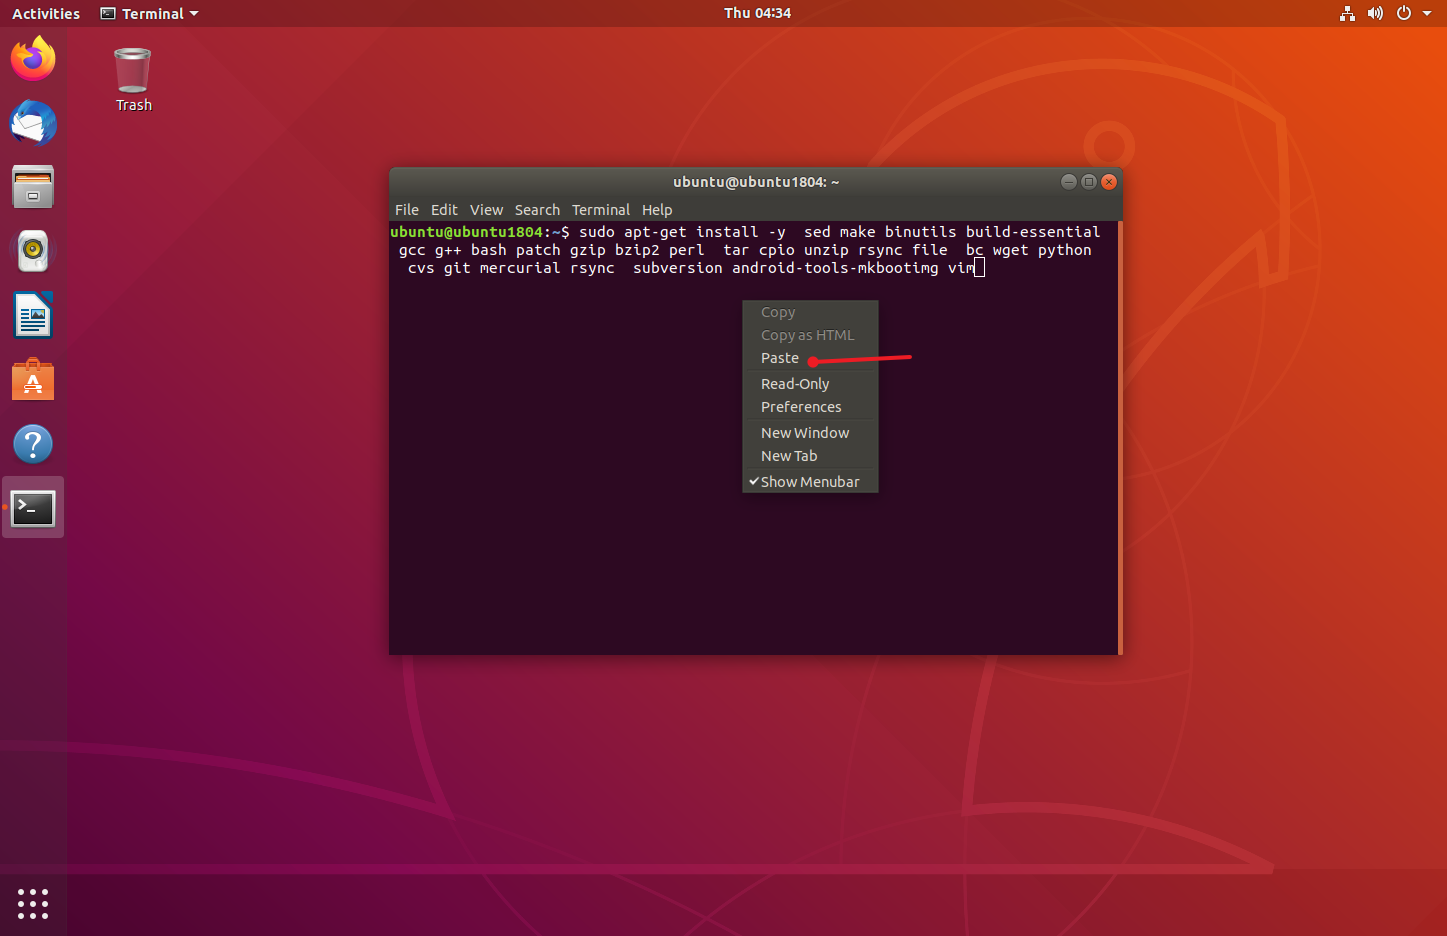 Activities
Terminal
Thu 04:34
Trash
ubuntu@ubuntu1804: ~
File Edit View Search Terminal Help
ubuntu@ubuntu1804:~$ sudo apt-get install -y  sed make binutils build-essential
gcc g++ bash patch gzip bzip2 perl  tar cpio unzip rsync file  bc wget python
cvs git mercurial rsync  subversion android-tools-mkbootimg vim
Copy
Copy as HTML
Paste
Read-Only
Preferences
New Window
New Tab
Show Menubar